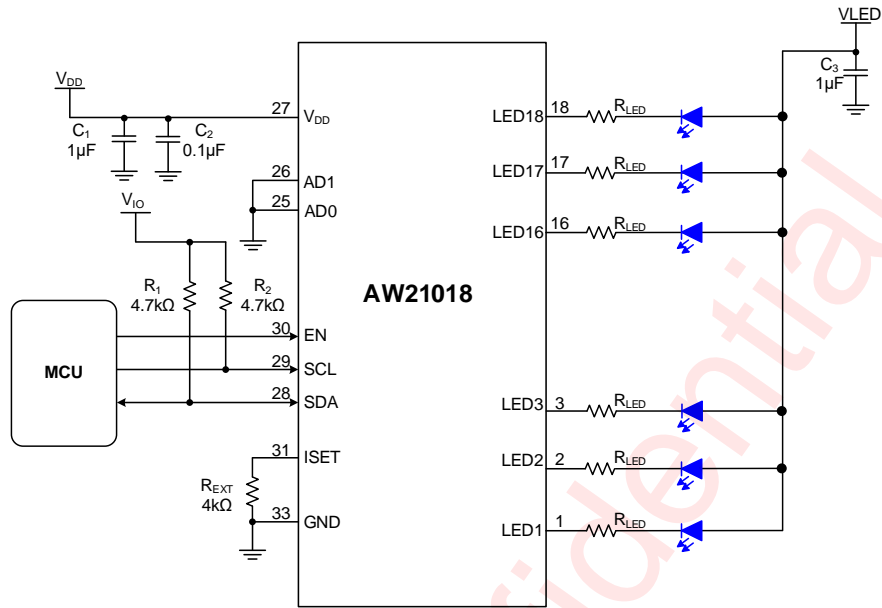 VLED
C3
1µF
VDD
C1
1µF
C2
0.1µF
27
VDD
26
AD1
25
AD0
VIO
R1
4.7kΩ
R2
4.7kΩ
MCU
30
EN
29
SCL
28
SDA
31
ISET
REXT
4kΩ
33
GND
AW21018
LED18
18
RLED
LED17
17
RLED
LED16
16
RLED
LED3
3
RLED
LED2
2
RLED
LED1
1
RLED
fidential